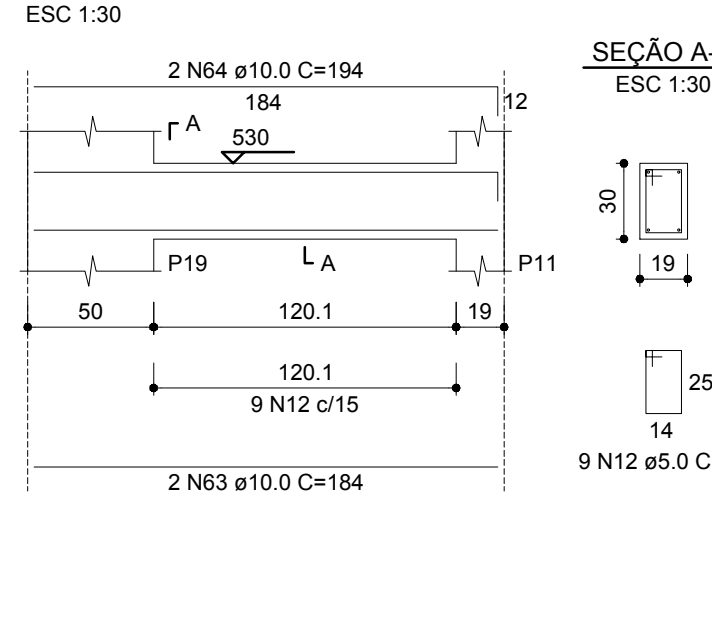 ESC 1:30
2 N64 ø10.0 C=194
184
12
A
530
P19
A
P11
50
120.1
19
120.1
9 N12 c/15
2 N63 ø10.0 C=184
SEÇÃO A-
ESC 1:30
30
19
25
14
9 N12 ø5.0 C